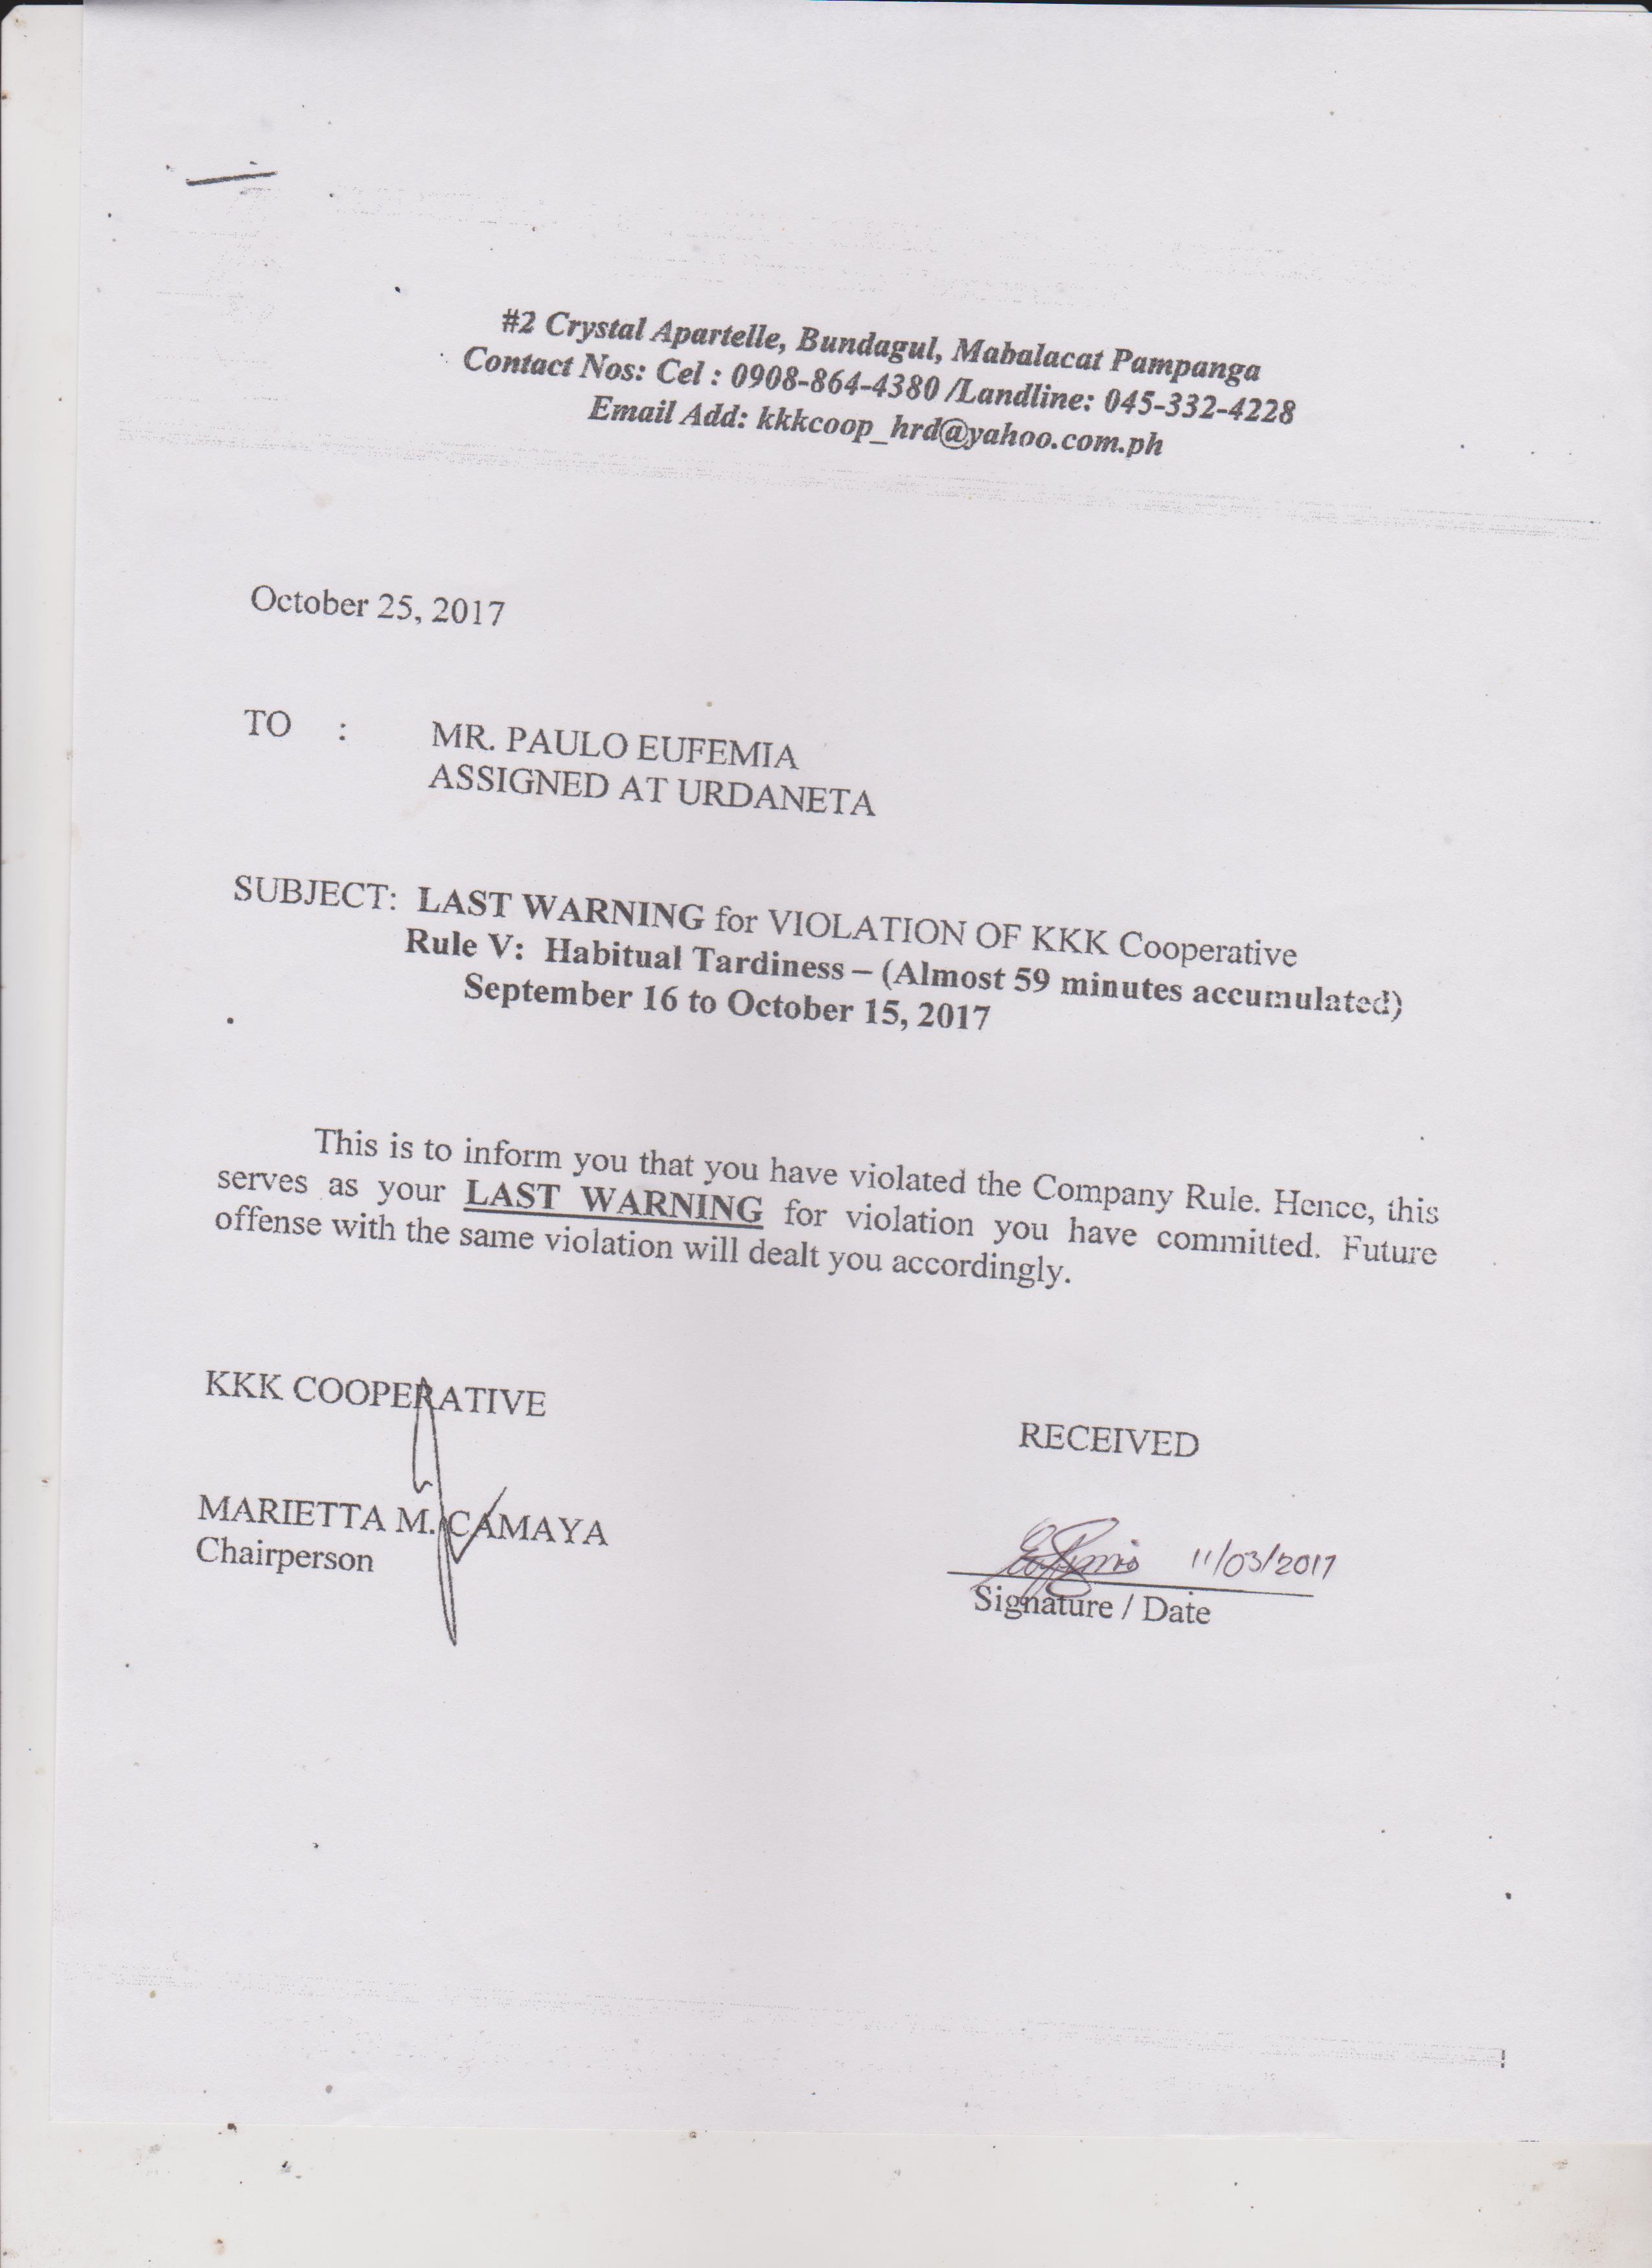 #2 Crystal Apartelle, Bundagul, Mabalacat Pampanga
Contact Nos: Cel : 0908-864-4380 /Landline: 045-332-4228
Email Add: kkkcoop_hrd@yahoo.com.ph
October 25, 2017
TO : MR. PAULO EUFEMIA
ASSIGNED AT URDANETA
SUBJECT: LAST WARNING for VIOLATION OF KKK Cooperative
Rule V: Habitual Tardiness – (Almost 59 minutes accumulated)
September 16 to October 15, 2017
This is to inform you that you have violated the Company Rule. Hence, this
serves as your LAST WARNING for violation you have committed. Future
offense with the same violation will dealt you accordingly.
KKK COOPERATIVE
RECEIVED
MARIETTA M. CAMAYA
Chairperson
11/03/2017
Signature / Date